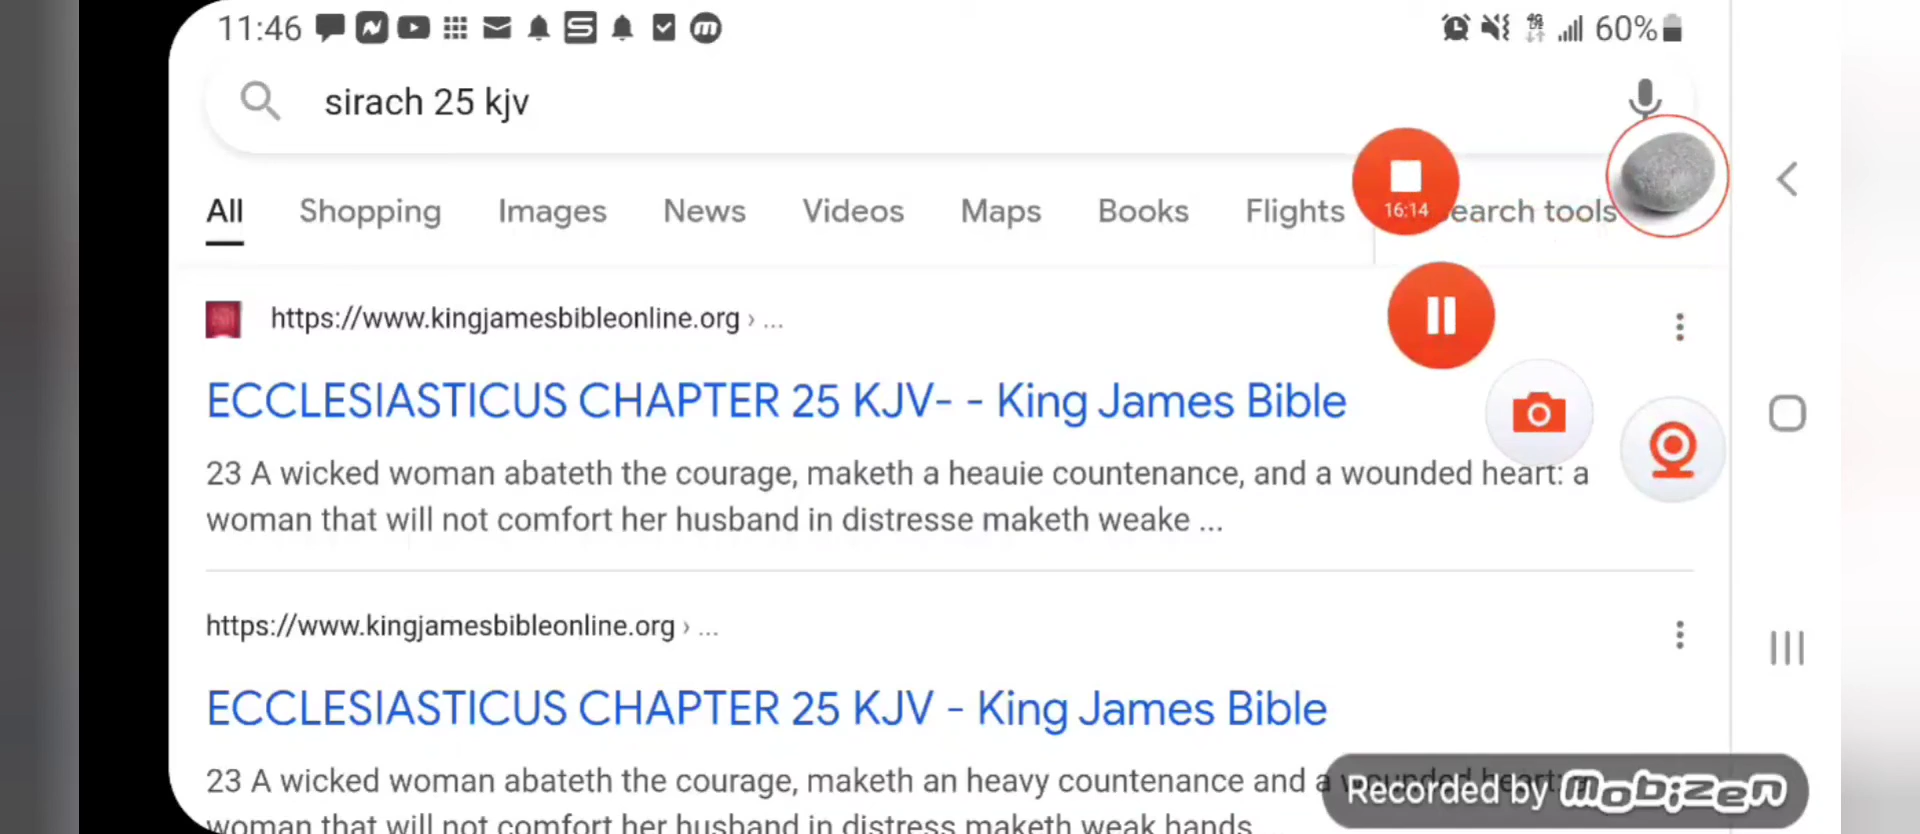 11:46 60%
sirach 25 kjv
All Shopping Images News Videos Maps Books Flights earch tools
16:14
https://www.kingjamesbibleonline.org › ...
ECCLESIASTICUS CHAPTER 25 KJV- - King James Bible
23 A wicked woman abateth the courage, maketh a heauie countenance, and a wounded heart: a
woman that will not comfort her husband in distresse maketh weake ...
https://www.kingjamesbibleonline.org › ...
ECCLESIASTICUS CHAPTER 25 KJV - King James Bible
23 A wicked woman abateth the courage, maketh an heavy countenance and a wounded heart: a
woman that will not comfort her husband in distress maketh weak hands
Recorded by mobizen